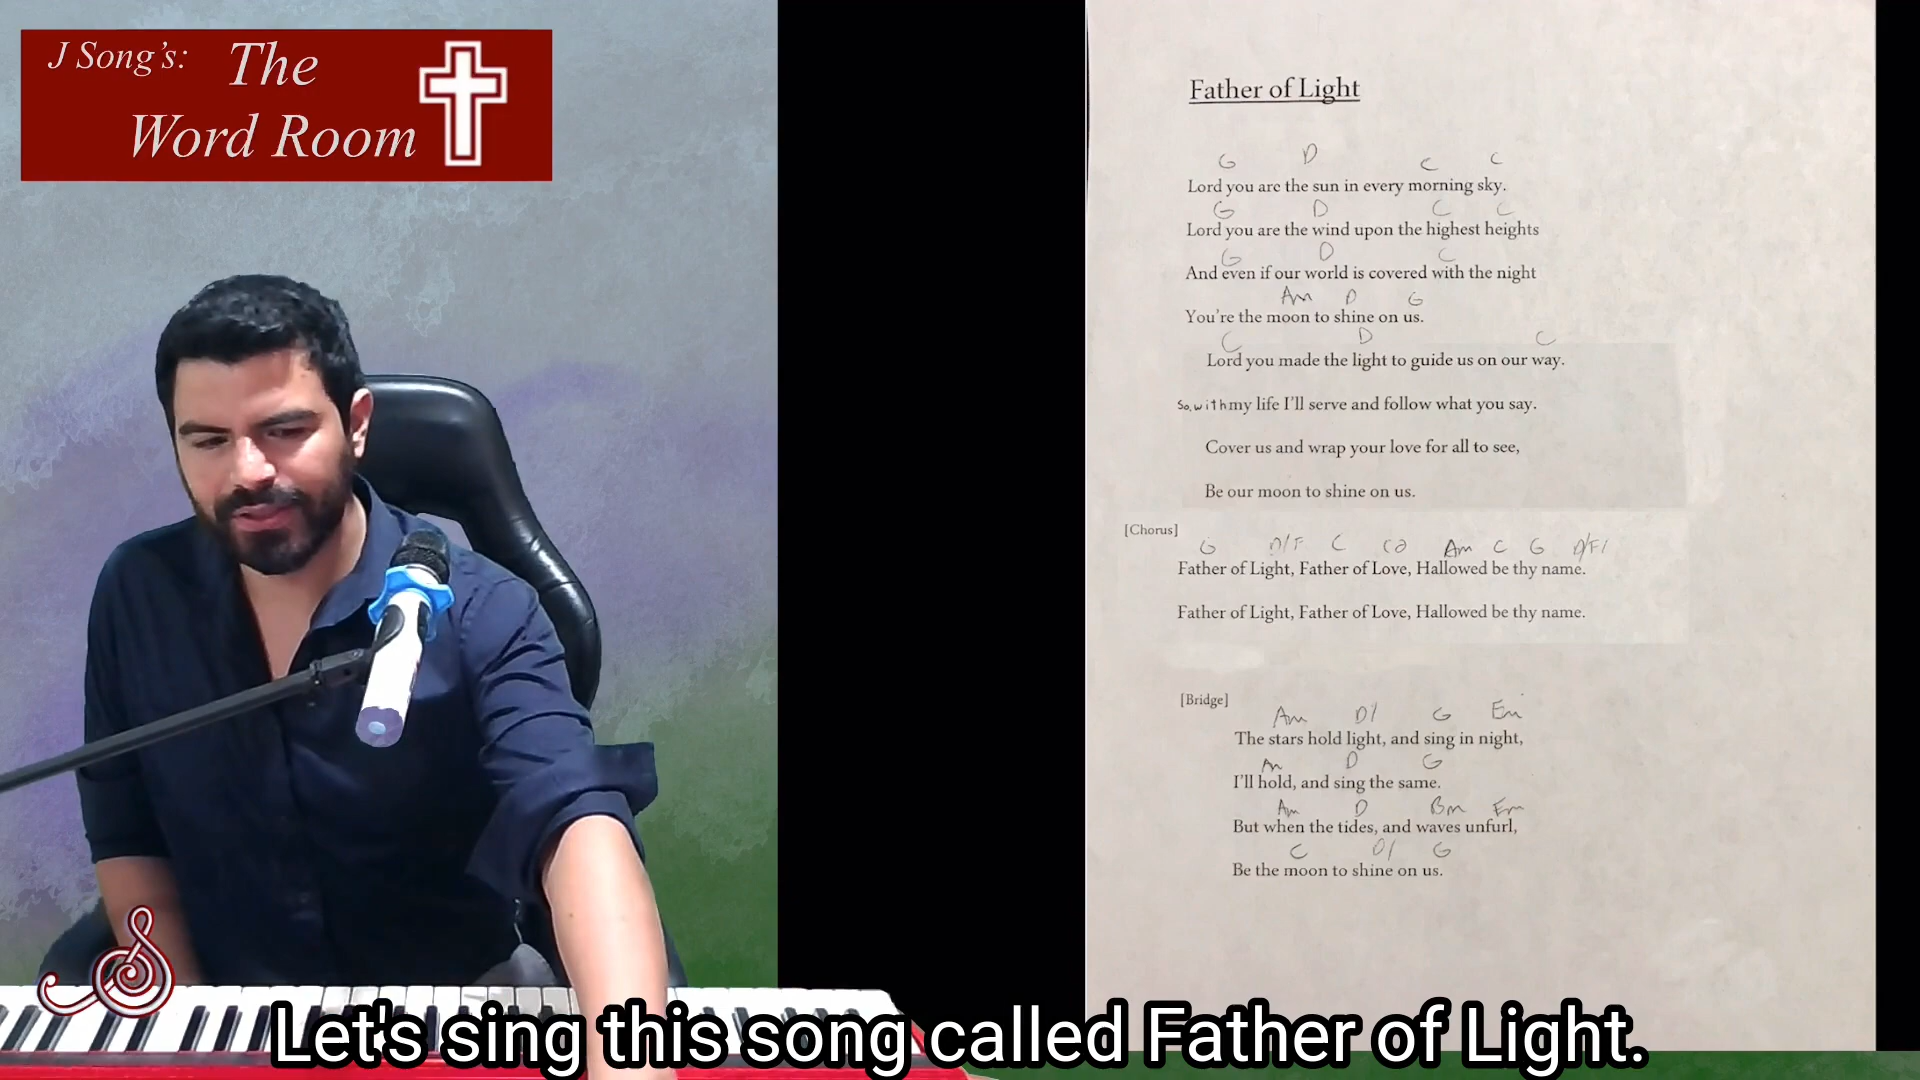 J Song's: The
Word Room
Father of Light
G D C C
Lord you are the sun in every morning sky.
G D C C
Lord you are the wind upon the highest heights
G D C
And even if our world is covered with the night
Am D G
You're the moon to shine on us.
C D C
Lord you made the light to guide us on our way.
So, with my life I'll serve and follow what you say.
Cover us and wrap your love for all to see,
Be our moon to shine on us.
[Chorus]
G C Am C G
Father of Light, Father of Love, Hallowed be thy name.
Father of Light, Father of Love, Hallowed be thy name.
[Bridge]
Am G Em
The stars hold light, and sing in night,
D G
I'll hold, and sing the same.
Am D Bm Em
But when the tides, and waves unfurl,
C G
Be the moon to shine on us.
Let's sing this song called Father of Light.